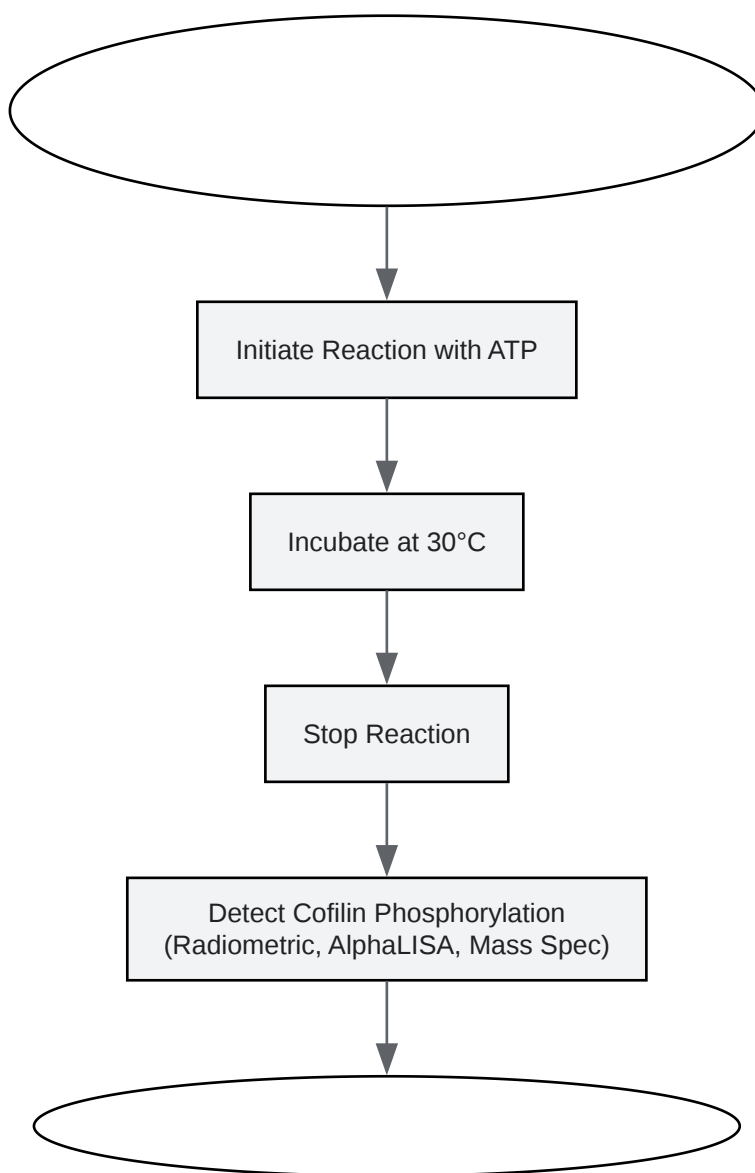 Initiate Reaction with ATP
Incubate at 30°C
Stop Reaction
Detect Cofilin Phosphorylation
(Radiometric, AlphaLISA, Mass Spec)